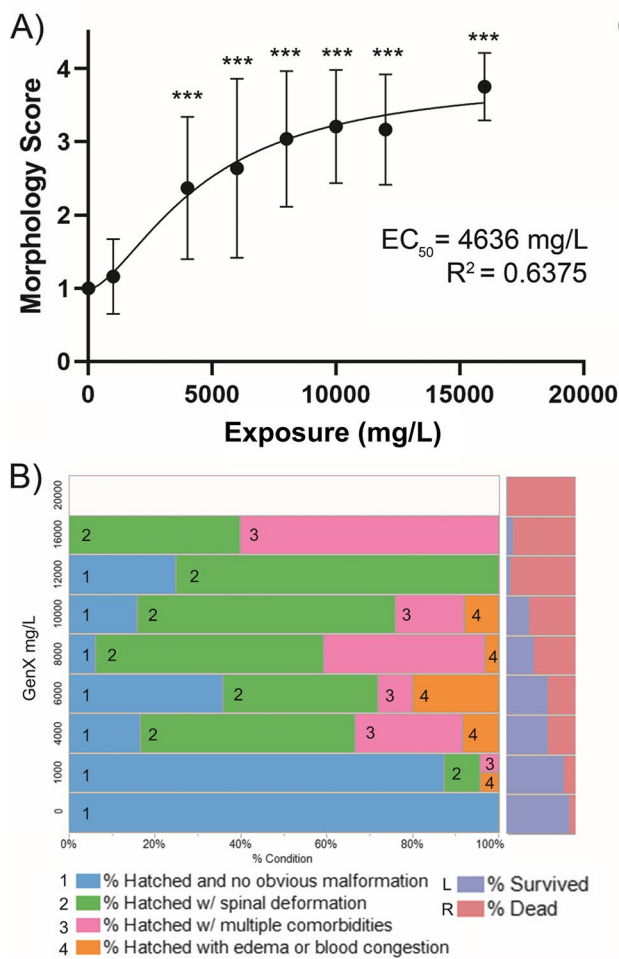 A)
Morphology Score
4
3
2
1
0
***
***
***
***
***
***
EC50 = 4636 mg/L
R2 = 0.6375
0 5000 10000 15000 20000
Exposure (mg/L)
B)
GenX mg/L
20000
16000 2 3
12000 1 2
10000 1 2 3 4
8000 1 2 4
6000 1 2 3 4
4000 1 2 3 4
1000 1 2 3 4
0 1
0% 20% 40% 60% 80% 100%
% Condition
1 % Hatched and no obvious malformation
2 % Hatched w/ spinal deformation
3 % Hatched w/ multiple comorbidities
4 % Hatched with edema or blood congestion
L % Survived
R % Dead